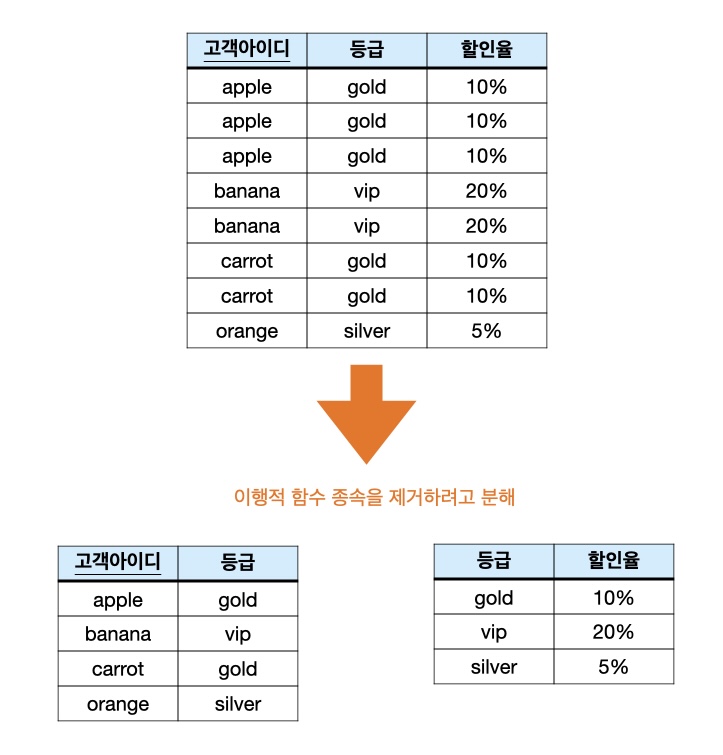 고객아이디 등급 할인율
apple gold 10%
apple gold 10%
apple gold 10%
banana vip 20%
banana vip 20%
carrot gold 10%
carrot gold 10%
orange silver 5%
이행적 함수 종속을 제거하려고 분해
고객아이디 등급
apple gold
banana vip
carrot gold
orange silver
등급 할인율
gold 10%
vip 20%
silver 5%